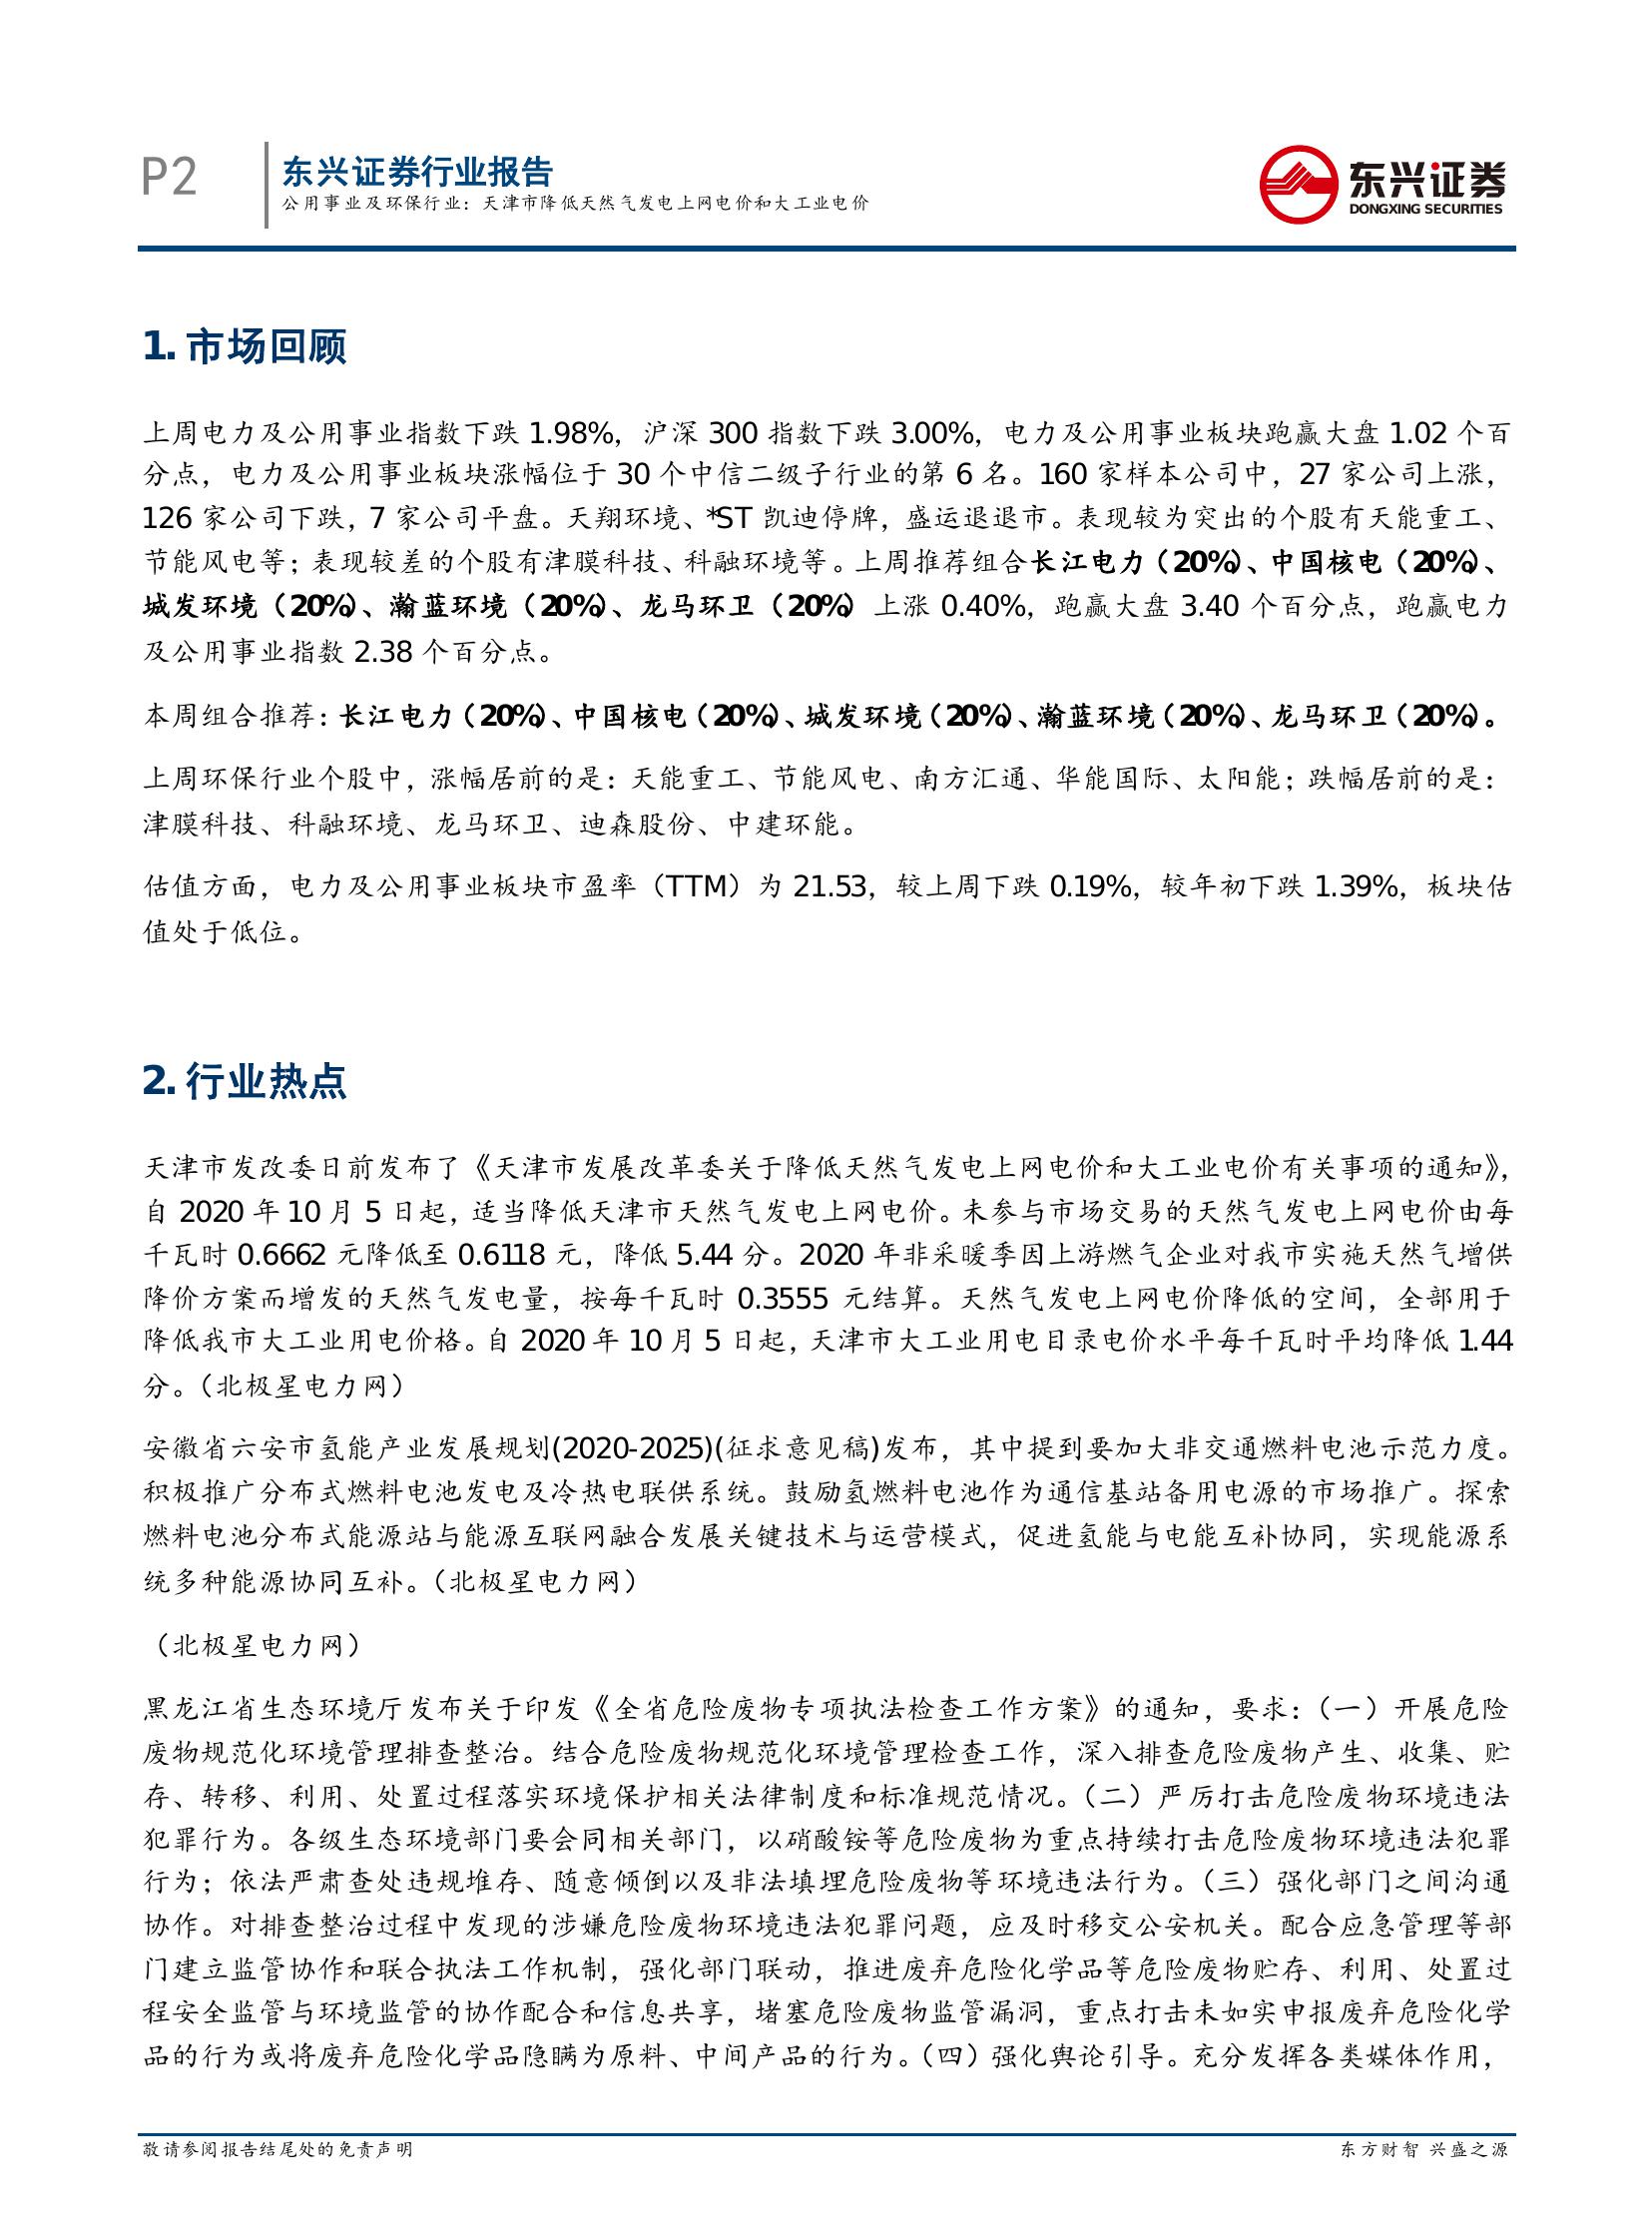 P2
东兴证券行业报告
公用事业及环保行业：天津市降低天然气发电上网电价和大工业电价
东兴证券
DONGXING SECURITIES
1. 市场回顾
上周电力及公用事业指数下跌 1.98%，沪深 300 指数下跌 3.00%，电力及公用事业板块跑赢大盘 1.02 个百
分点，电力及公用事业板块涨幅位于 30 个中信二级子行业的第 6 名。160 家样本公司中，27 家公司上涨，
126 家公司下跌，7 家公司平盘。天翔环境、*ST 凯迪停牌，盛运退退市。表现较为突出的个股有天能重工、
节能风电等；表现较差的个股有津膜科技、科融环境等。上周推荐组合长江电力（20%）、中国核电（20%）、
城发环境（20%）、瀚蓝环境（20%）、龙马环卫（20%）上涨 0.40%，跑赢大盘 3.40 个百分点，跑赢电力
及公用事业指数 2.38 个百分点。
本周组合推荐：长江电力（20%）、中国核电（20%）、城发环境（20%）、瀚蓝环境（20%）、龙马环卫（20%）。
上周环保行业个股中，涨幅居前的是：天能重工、节能风电、南方汇通、华能国际、太阳能；跌幅居前的是：
津膜科技、科融环境、龙马环卫、迪森股份、中建环能。
估值方面，电力及公用事业板块市盈率（TTM）为 21.53，较上周下跌 0.19%，较年初下跌 1.39%，板块估
值处于低位。
2. 行业热点
天津市发改委日前发布了《天津市发展改革委关于降低天然气发电上网电价和大工业电价有关事项的通知》，
自 2020 年 10 月 5 日起，适当降低天津市天然气发电上网电价。未参与市场交易的天然气发电上网电价由每
千瓦时 0.6662 元降低至 0.6118 元，降低 5.44 分。2020 年非采暖季因上游燃气企业对我市实施天然气增供
降价方案而增发的天然气发电量，按每千瓦时 0.3555 元结算。天然气发电上网电价降低的空间，全部用于
降低我市大工业用电价格。自 2020 年 10 月 5 日起，天津市大工业用电目录电价水平每千瓦时平均降低 1.44
分。（北极星电力网）
安徽省六安市氢能产业发展规划(2020-2025)(征求意见稿)发布，其中提到要加大非交通燃料电池示范力度。
积极推广分布式燃料电池发电及冷热电联供系统。鼓励氢燃料电池作为通信基站备用电源的市场推广。探索
燃料电池分布式能源站与能源互联网融合发展关键技术与运营模式，促进氢能与电能互补协同，实现能源系
统多种能源协同互补。（北极星电力网）
（北极星电力网）
黑龙江省生态环境厅发布关于印发《全省危险废物专项执法检查工作方案》的通知，要求：（一）开展危险
废物规范化环境管理排查整治。结合危险废物规范化环境管理检查工作，深入排查危险废物产生、收集、贮
存、转移、利用、处置过程落实环境保护相关法律制度和标准规范情况。（二）严厉打击危险废物环境违法
犯罪行为。各级生态环境部门要会同相关部门，以硝酸铵等危险废物为重点持续打击危险废物环境违法犯罪
行为；依法严肃查处违规堆存、随意倾倒以及非法填埋危险废物等环境违法行为。（三）强化部门之间沟通
协作。对排查整治过程中发现的涉嫌危险废物环境违法犯罪问题，应及时移交公安机关。配合应急管理等部
门建立监管协作和联合执法工作机制，强化部门联动，推进废弃危险化学品等危险废物贮存、利用、处置过
程安全监管与环境监管的协作配合和信息共享，堵塞危险废物监管漏洞，重点打击未如实申报废弃危险化学
品的行为或将废弃危险化学品隐瞒为原料、中间产品的行为。（四）强化舆论引导。充分发挥各类媒体作用，
敬请参阅报告结尾处的免责声明
东方财智 兴盛之源